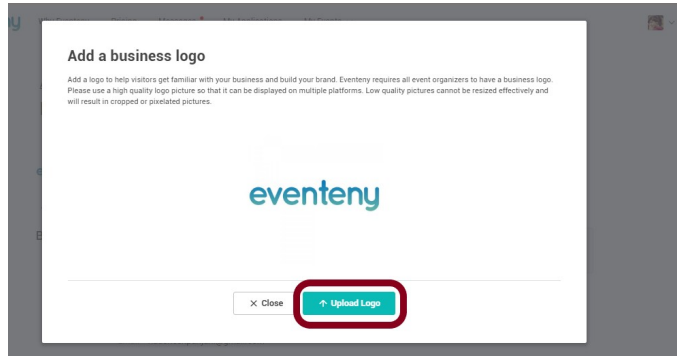 Add a business logo
Add a logo to help visitors get familiar with your business and build your brand. Eventeny requires all event organizers to have a business logo.
Please use a high quality logo picture so that it can be displayed on multiple platforms. Low quality pictures cannot be resized effectively and
will result in cropped or pixelated pictures.
eventeny
× Close
↑ Upload Logo